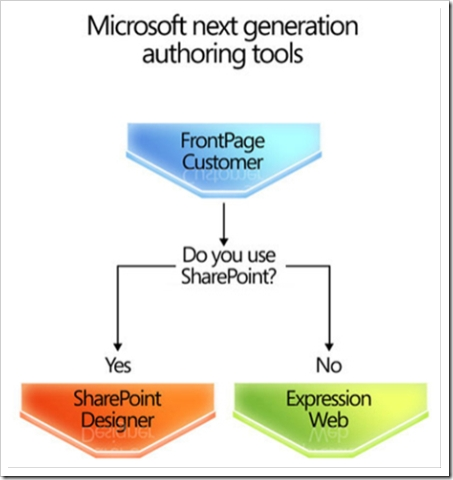 Microsoft next generation
authoring tools
FrontPage
Customer
Do you use
SharePoint?
Yes
No
SharePoint
Designer
Expression
Web